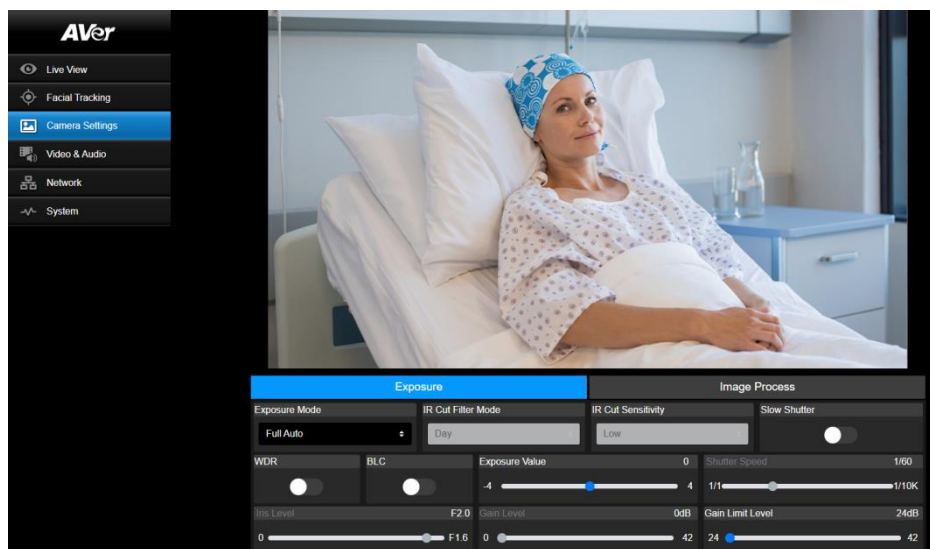 AVer
Live View
Facial Tracking
Camera Settings
Video & Audio
Network
System
Exposure Image Process
Exposure Mode IR Cut Filter Mode IR Cut Sensitivity Slow Shutter
Full Auto Day Low
WDR BLC Exposure Value 0 Shutter Speed 1/60
-4 4 1/1 1/10K
Iris Level F2.0 Gain Level 0dB Gain Limit Level 24dB
0 F1.6 0 42 24 42